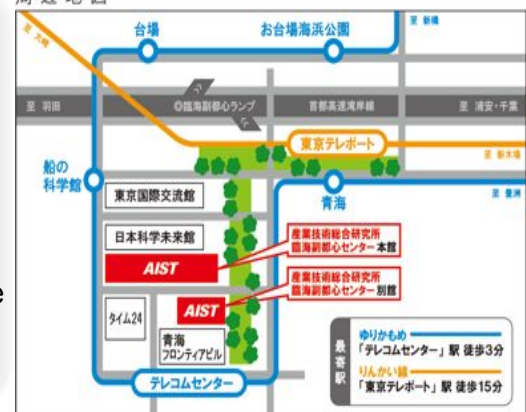 周辺地図
至 大崎
台場
お台場海浜公園
至 新橋
至 羽田
臨海副都心ランプ
首都高速湾岸線
至 浦安・千葉
東京テレポート
至 新木場
船の
科学館
青海
至 豊洲
東京国際交流館
日本科学未来館
AIST
産業技術総合研究所
臨海副都心センター 本館
産業技術総合研究所
臨海副都心センター 別館
タイム24
AIST
青海
フロンティアビル
テレコムセンター
最寄駅
ゆりかもめ
「テレコムセンター」駅 徒歩3分
りんかい線
「東京テレポート」駅 徒歩15分
e